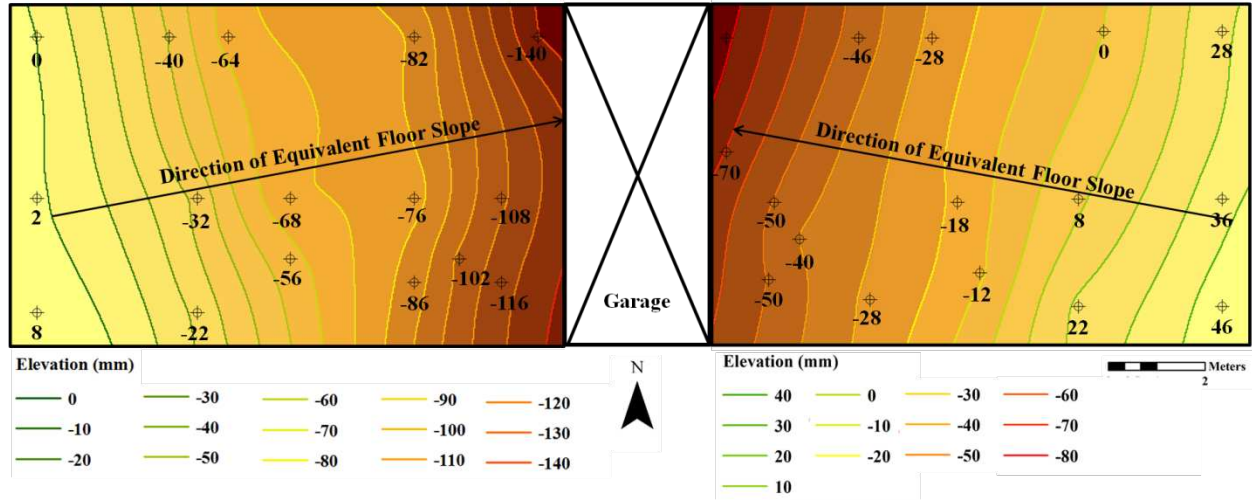 0
-40
-64
-82
-140
Direction of Equivalent Floor Slope
2
-32
-68
-76
-108
-56
-102
-86
-116
8
-22
Garage
-46
-28
0
28
Direction of Equivalent Floor Slope
-70
-50
-18
8
36
-40
-50
-12
-28
22
46
Elevation (mm)
0 -30 -60 -90 -120
-10 -40 -70 -100 -130
-20 -50 -80 -110 -140
N
Elevation (mm)
40 0 -30 -60
30 -10 -40 -70
20 -20 -50 -80
10
Meters
2